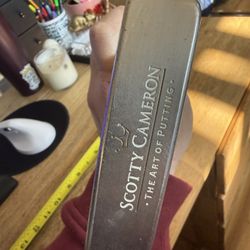 SCOTTY CAMERON
· THE ART OF PUTTING ·